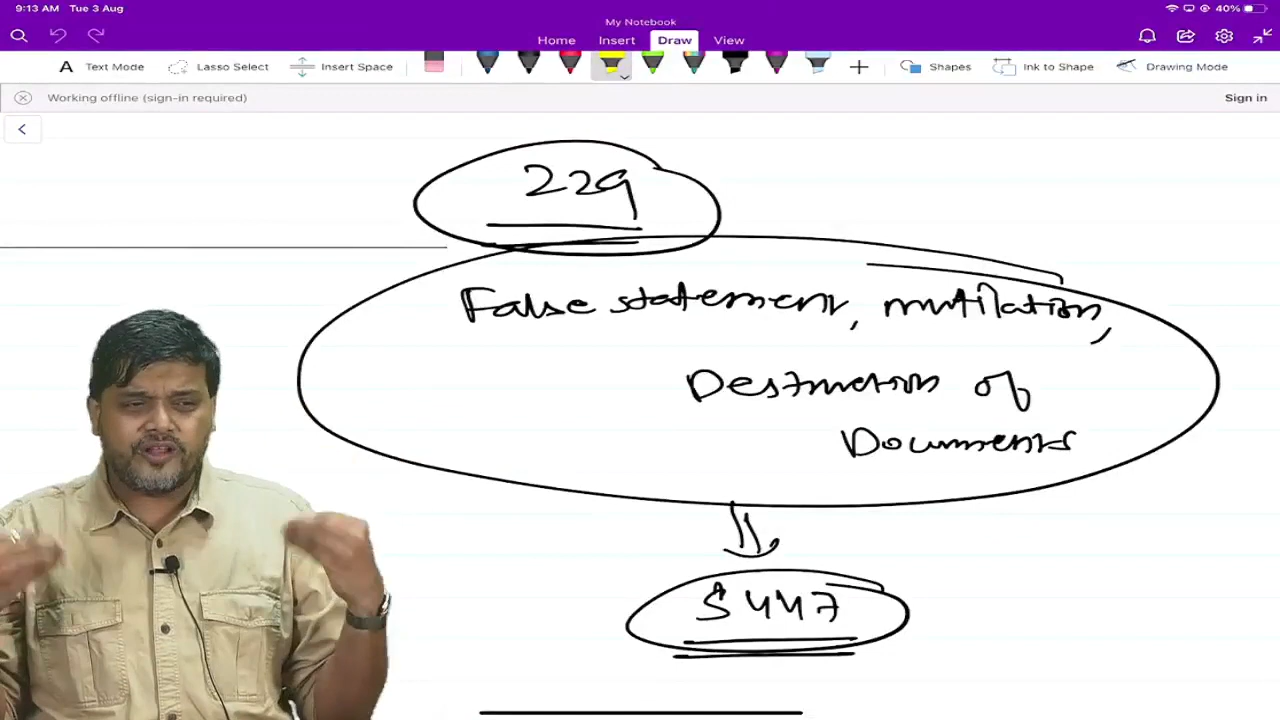 9:13 AM Tue 3 Aug
40%
My Notebook
Home Insert Draw View
Text Mode Lasso Select Insert Space Shapes Ink to Shape Drawing Mode
Working offline (sign-in required) Sign in
229
False statement, mutilation,
Destruction of
Documents
S 447